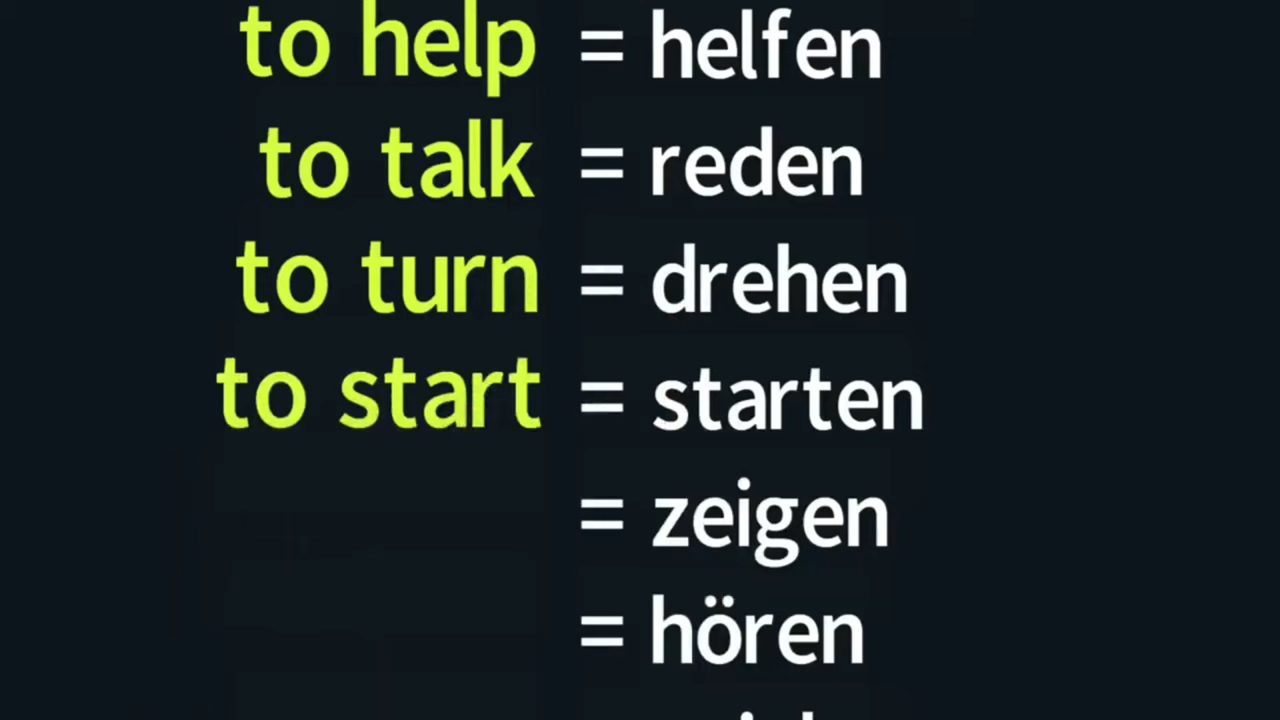 to help = helfen
to talk = reden
to turn = drehen
to start = starten
= zeigen
= hören